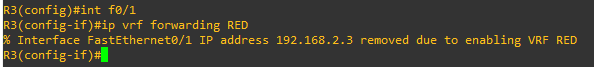 R3(config)#int f0/1
R3(config-if)#ip vrf forwarding RED
% Interface FastEthernet0/1 IP address 192.168.2.3 removed due to enabling VRF RED
R3(config-if)#